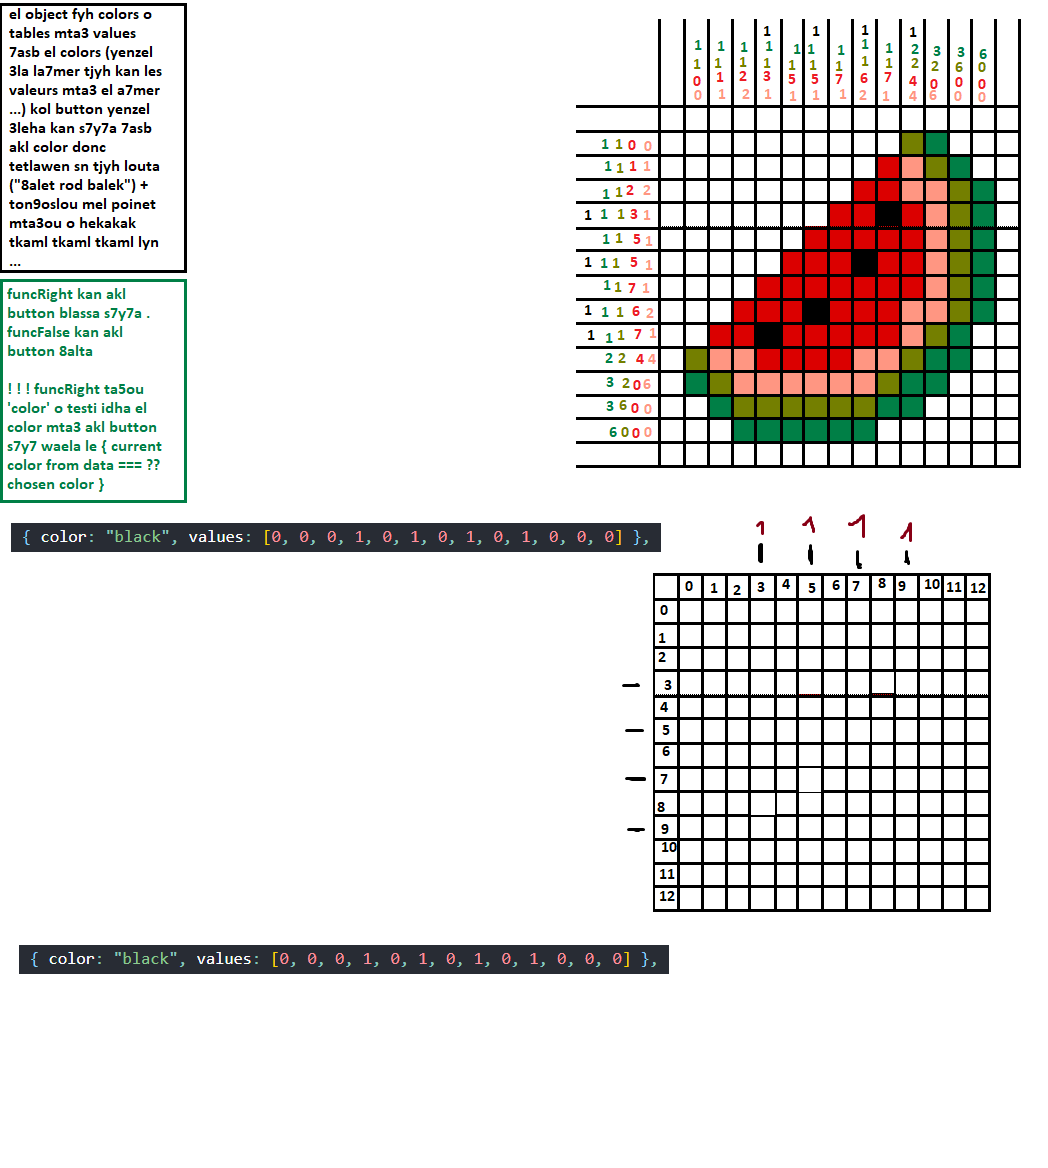 el object fyh colors o
tables mta3 values
7asb el colors (yenzel
3la la7mer tjyh kan les
valeurs mta3 el a7mer
...) kol button yenzel
3leha kan s7y7a 7asb
akl color donc
tetlawen sn tjyh louta
("8alet rod balek") +
ton9oslou mel poinet
mta3ou o hekakak
tkaml tkaml tkaml lyn
...
funcRight kan akl
button blassa s7y7a .
funcFalse kan akl
button 8alta
! ! ! funcRight ta5ou
'color' o testi idha el
color mta3 akl button
s7y7 waela le { current
color from data === ??
chosen color }
1 1 1 1
1 1 1 1 1 1 1 1 1 2 3 3 6
1 1 1 1 1 1 1 1 1 2 2 6 0
0 1 2 3 5 5 7 6 7 4 0 0 0
0 1 2 1 1 1 1 2 1 4 6 0 0
1 1 0 0
1 1 1 1
1 1 2 2
1 1 1 3 1
1 1 5 1
1 1 1 5 1
1 1 7 1
1 1 1 6 2
1 1 1 7 1
2 2 4 4
3 2 0 6
3 6 0 0
6 0 0 0
{ color: "black", values: [0, 0, 0, 1, 0, 1, 0, 1, 0, 1, 0, 0, 0] },
1 1 1 1
0 1 2 3 4 5 6 7 8 9 10 11 12
0
1
2
3
4
5
6
7
8
9
10
11
12
{ color: "black", values: [0, 0, 0, 1, 0, 1, 0, 1, 0, 1, 0, 0, 0] },